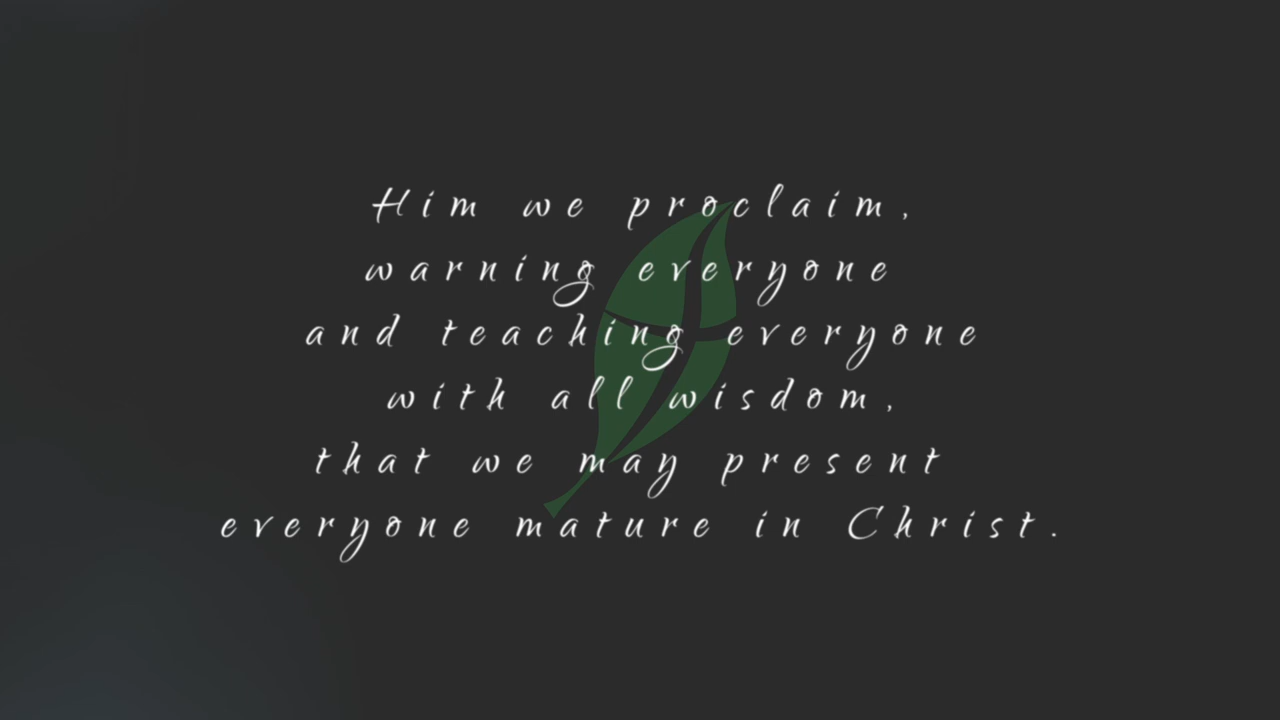 Him we proclaim,
warning everyone
and teaching everyone
with all wisdom,
that we may present
everyone mature in Christ.